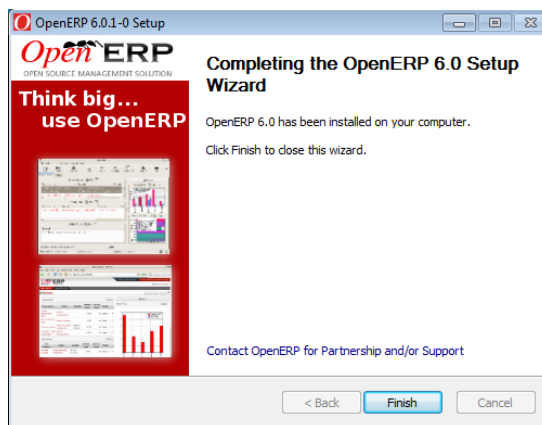 OpenERP 6.0.1-0 Setup
Open ERP
OPEN SOURCE MANAGEMENT SOLUTION
Think big...
use OpenERP
Completing the OpenERP 6.0 Setup
Wizard
OpenERP 6.0 has been installed on your computer.
Click Finish to close this wizard.
Contact OpenERP for Partnership and/or Support
< Back
Finish
Cancel